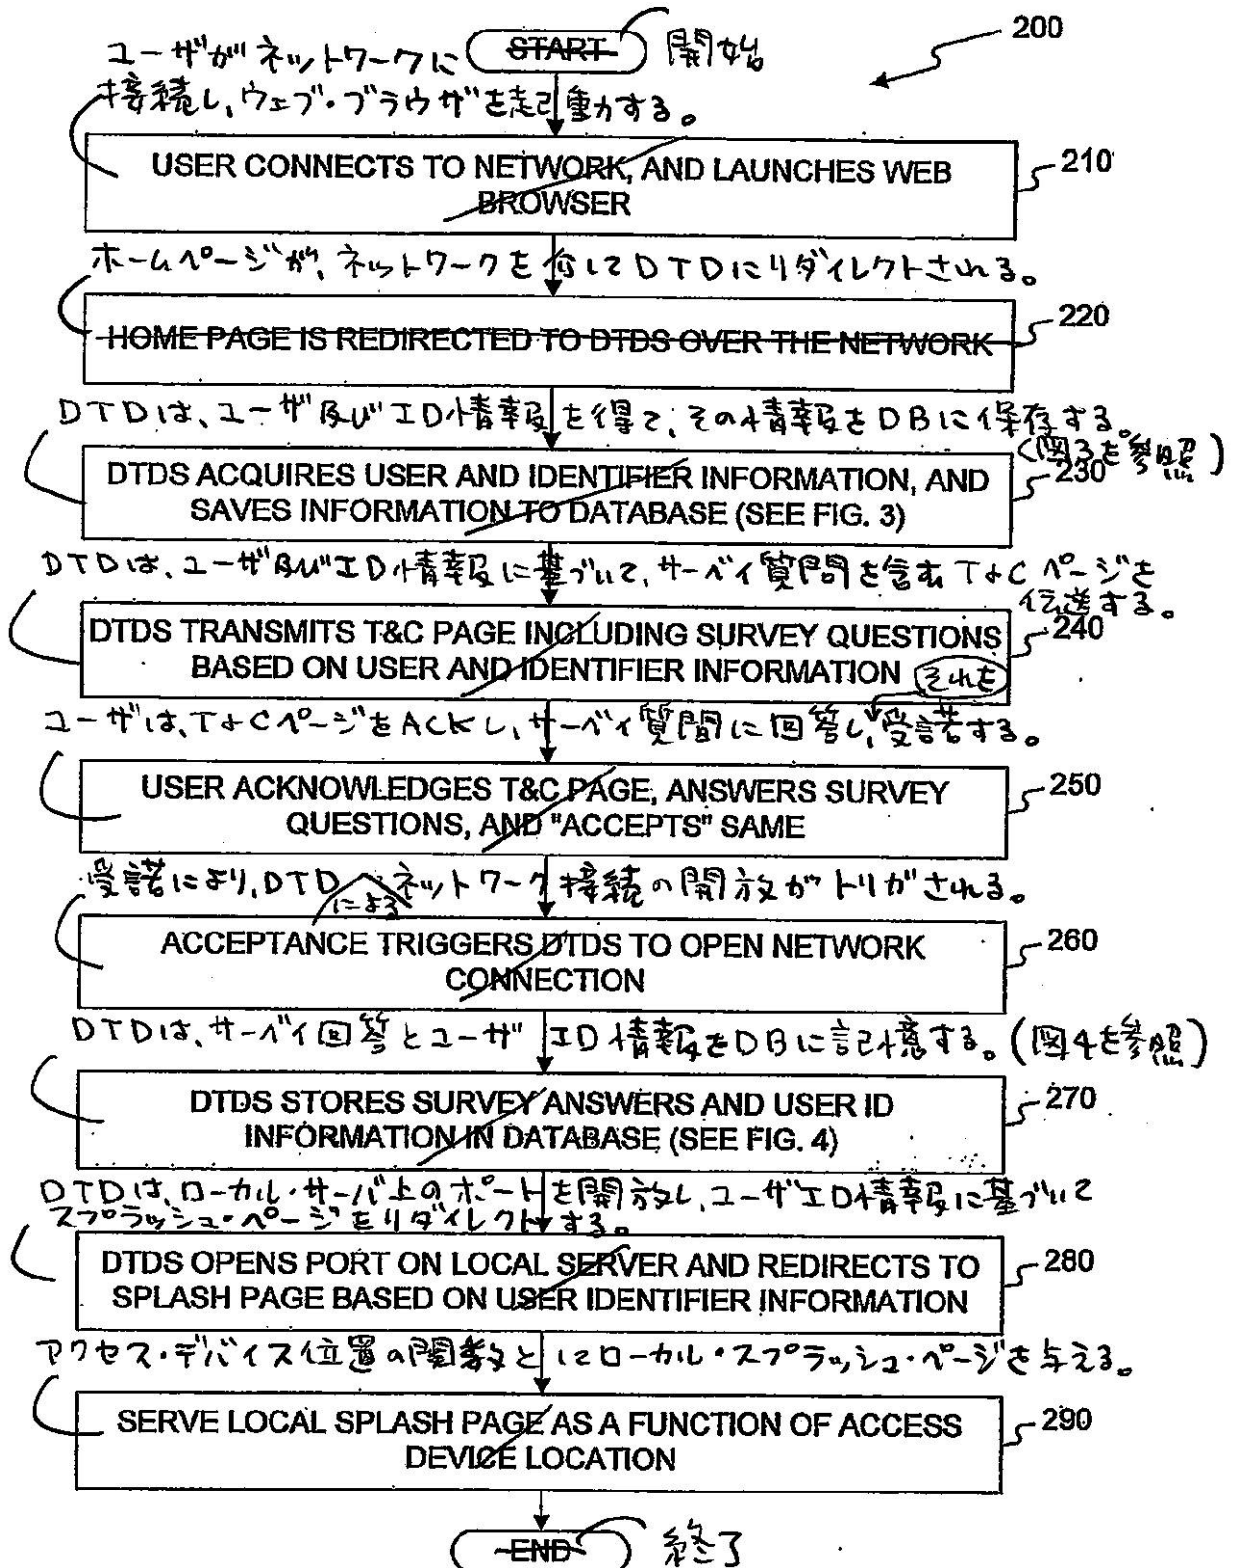 200
START 開始
ユーザがネットワークに
接続し、ウェブ・ブラウザを起動する。
USER CONNECTS TO NETWORK, AND LAUNCHES WEB
BROWSER
210
ホームページが、ネットワークを介してDTDにリダイレクトされる。
HOME PAGE IS REDIRECTED TO DTDS OVER THE NETWORK
220
DTDは、ユーザ及びID情報を得て、その情報をDBに保存する。
(図3を参照)
DTDS ACQUIRES USER AND IDENTIFIER INFORMATION, AND
SAVES INFORMATION TO DATABASE (SEE FIG. 3)
230
DTDは、ユーザ及びID情報に基づいて、サーベイ質問を含むT&Cページを
伝送する。
DTDS TRANSMITS T&C PAGE INCLUDING SURVEY QUESTIONS
BASED ON USER AND IDENTIFIER INFORMATION
240
それを
ユーザは、T&CページをACKし、サーベイ質問に回答し、受諾する。
USER ACKNOWLEDGES T&C PAGE, ANSWERS SURVEY
QUESTIONS, AND "ACCEPTS" SAME
250
受諾により、DTDネットワーク接続の開放がトリガされる。
による
ACCEPTANCE TRIGGERS DTDS TO OPEN NETWORK
CONNECTION
260
DTDは、サーベイ回答とユーザID情報をDBに記憶する。(図4を参照)
DTDS STORES SURVEY ANSWERS AND USER ID
INFORMATION IN DATABASE (SEE FIG. 4)
270
DTDは、ローカル・サーバ上のポートを開放し、ユーザID情報に基づいて
スプラッシュ・ページをリダイレクトする。
DTDS OPENS PORT ON LOCAL SERVER AND REDIRECTS TO
SPLASH PAGE BASED ON USER IDENTIFIER INFORMATION
280
アクセス・デバイス位置の関数としてローカル・スプラッシュ・ページを与える。
SERVE LOCAL SPLASH PAGE AS A FUNCTION OF ACCESS
DEVICE LOCATION
290
END 終了